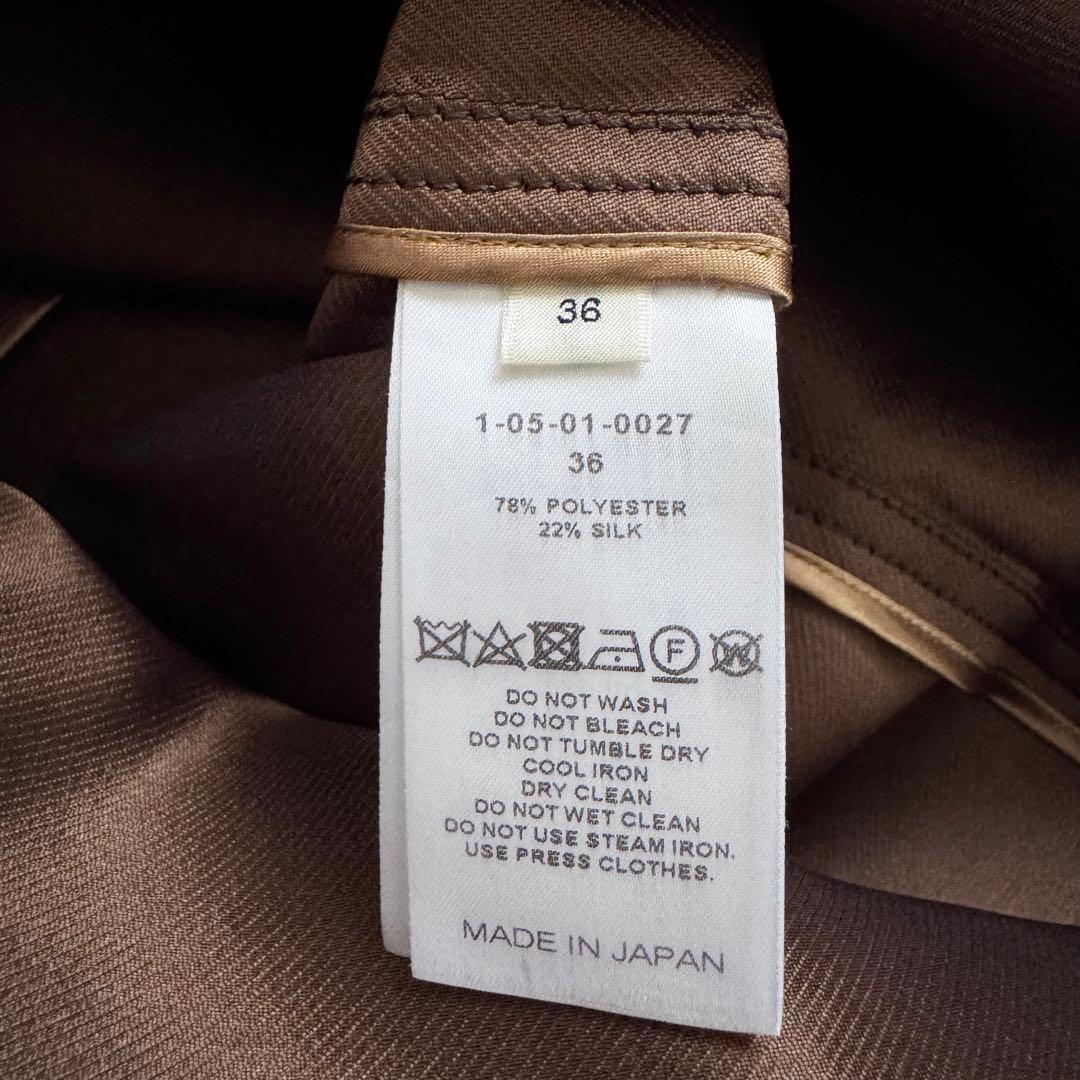 36
1-05-01-0027
36
78% POLYESTER
22% SILK
F W
DO NOT WASH
DO NOT BLEACH
DO NOT TUMBLE DRY
COOL IRON
DRY CLEAN
DO NOT WET CLEAN
DO NOT USE STEAM IRON.
USE PRESS CLOTHES.
MADE IN JAPAN